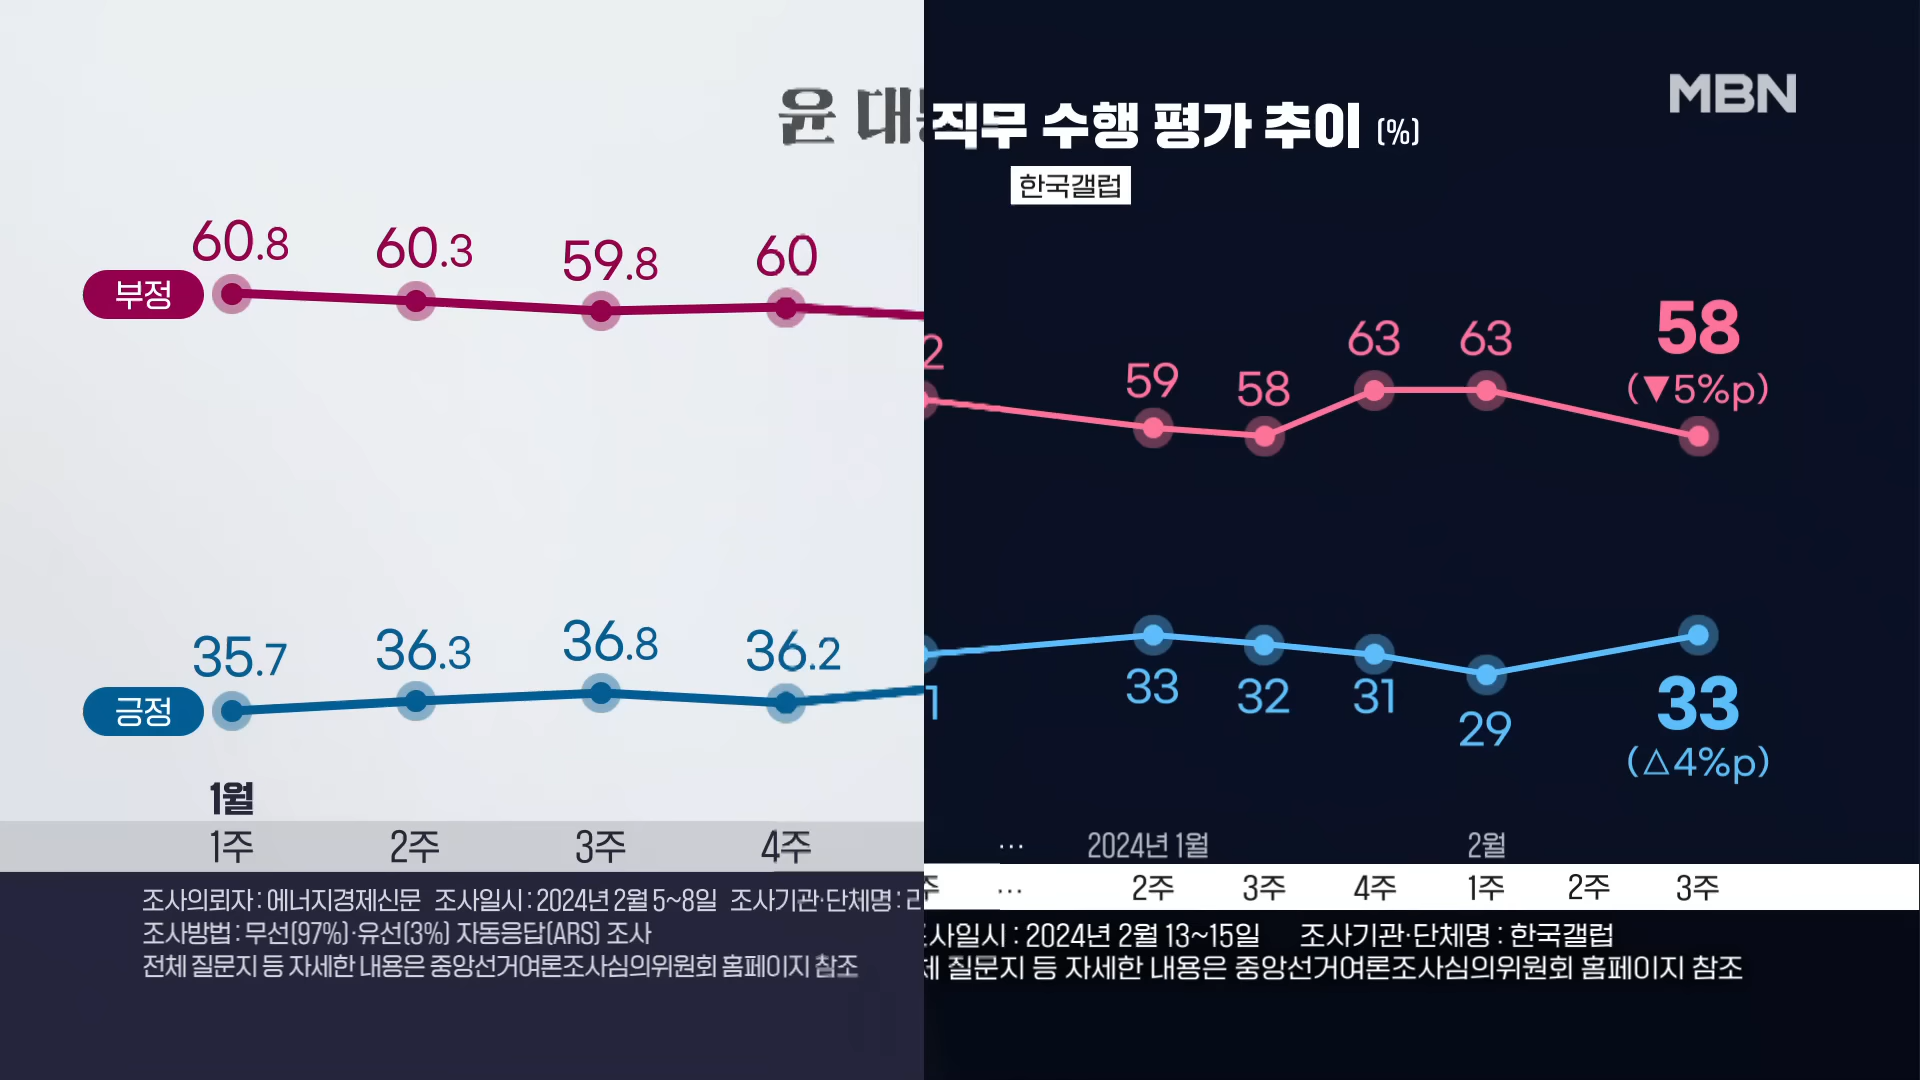 윤
직무 수행 평가 추이 (%)
MBN
한국갤럽
60.8
60.3
59.8
60
부정
35.7
36.3
36.8
36.2
긍정
1월
1주
2주
3주
4주
조사의뢰자 : 에너지경제신문 조사일시 : 2024년 2월 5~8일 조사기관·단체명 :
조사방법 : 무선(97%)·유선(3%) 자동응답(ARS) 조사
전체 질문지 등 자세한 내용은 중앙선거여론조사심의위원회 홈페이지 참조
59
58
63
63
58
(▼5%p)
33
32
31
29
33
(△4%p)
...
2024년 1월
2월
...
2주
3주
4주
1주
2주
3주
2024년 2월 13~15일 조사기관·단체명 : 한국갤럽
질문지 등 자세한 내용은 중앙선거여론조사심의위원회 홈페이지 참조